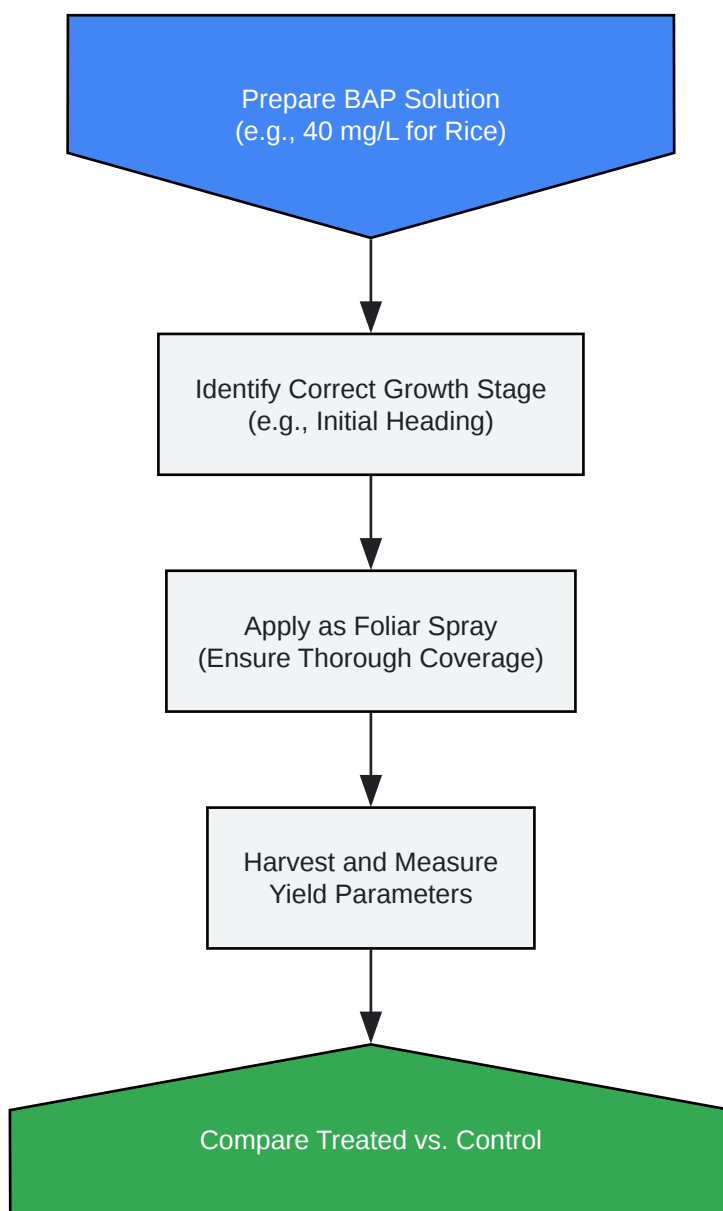 Prepare BAP Solution
(e.g., 40 mg/L for Rice)
Identify Correct Growth Stage
(e.g., Initial Heading)
Apply as Foliar Spray
(Ensure Thorough Coverage)
Harvest and Measure
Yield Parameters
Compare Treated vs. Control